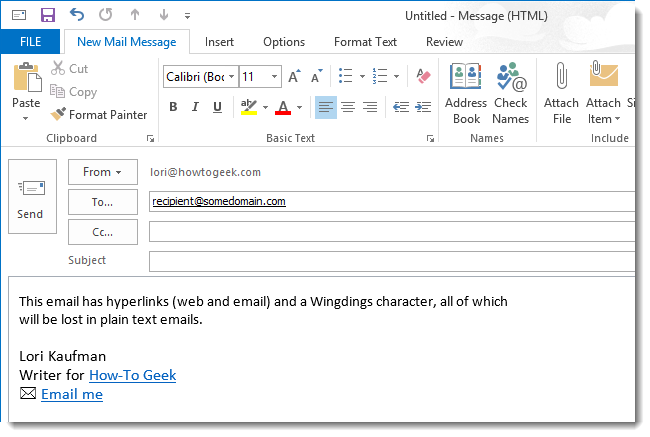 Untitled - Message (HTML)
FILE New Mail Message Insert Options Format Text Review
Paste
Cut
Copy
Format Painter
Clipboard
Calibri (Boc 11 A A
B I U ab A
Basic Text
Address Book
Check Names
Names
Attach File
Attach Item
Include
Send
From lori@howtogeek.com
To... recipient@somedomain.com
Cc...
Subject
This email has hyperlinks (web and email) and a Wingdings character, all of which
will be lost in plain text emails.
Lori Kaufman
Writer for How-To Geek
Email me